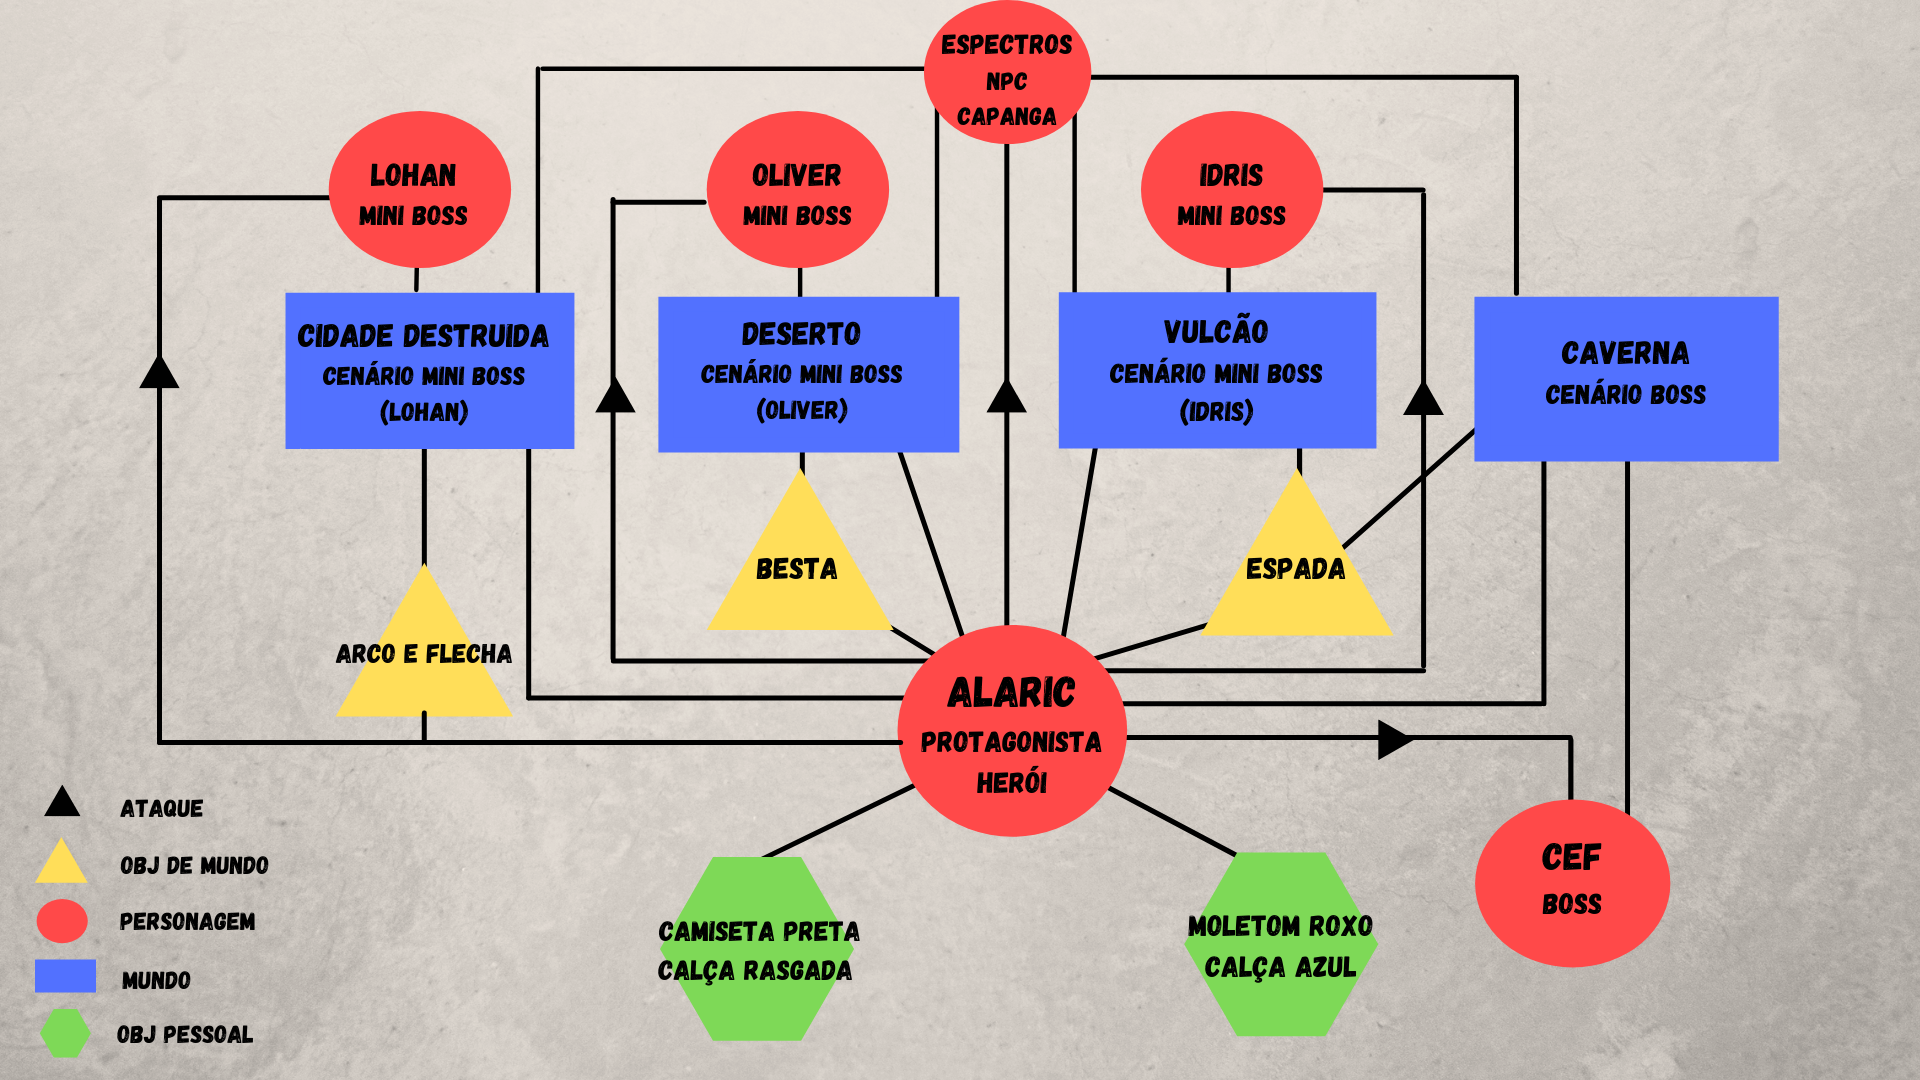 ESPECTROS
NPC
CAPANGA
LOHAN
MINI BOSS
OLIVER
MINI BOSS
IDRIS
MINI BOSS
CIDADE DESTRUIDA
CENÁRIO MINI BOSS
(LOHAN)
DESERTO
CENÁRIO MINI BOSS
(OLIVER)
VULCÃO
CENÁRIO MINI BOSS
(IDRIS)
CAVERNA
CENÁRIO BOSS
ARCO E FLECHA
BESTA
ESPADA
ALARIC
PROTAGONISTA
HERÓI
CEF
BOSS
CAMISETA PRETA
CALÇA RASGADA
MOLETOM ROXO
CALÇA AZUL
ATAQUE
OBJ DE MUNDO
PERSONAGEM
MUNDO
OBJ PESSOAL